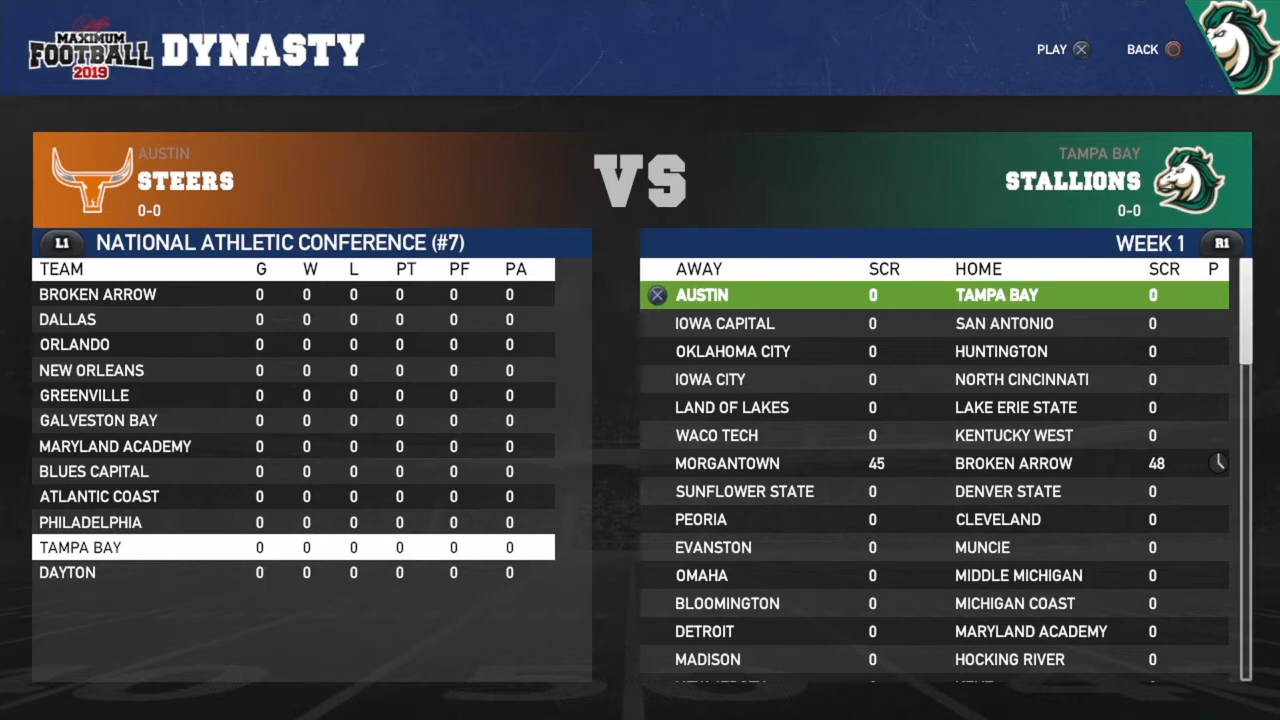 MAXIMUM
FOOTBALL
2019
DYNASTY
PLAY
BACK
AUSTIN
STEERS
0-0
VS
TAMPA BAY
STALLIONS
0-0
L1 NATIONAL ATHLETIC CONFERENCE (#7)
TEAM G W L PT PF PA
BROKEN ARROW 0 0 0 0 0 0
DALLAS 0 0 0 0 0 0
ORLANDO 0 0 0 0 0 0
NEW ORLEANS 0 0 0 0 0 0
GREENVILLE 0 0 0 0 0 0
GALVESTON BAY 0 0 0 0 0 0
MARYLAND ACADEMY 0 0 0 0 0 0
BLUES CAPITAL 0 0 0 0 0 0
ATLANTIC COAST 0 0 0 0 0 0
PHILADELPHIA 0 0 0 0 0 0
TAMPA BAY 0 0 0 0 0 0
DAYTON 0 0 0 0 0 0
WEEK 1 R1
AWAY SCR HOME SCR P
AUSTIN 0 TAMPA BAY 0
IOWA CAPITAL 0 SAN ANTONIO 0
OKLAHOMA CITY 0 HUNTINGTON 0
IOWA CITY 0 NORTH CINCINNATI 0
LAND OF LAKES 0 LAKE ERIE STATE 0
WACO TECH 0 KENTUCKY WEST 0
MORGANTOWN 45 BROKEN ARROW 48
SUNFLOWER STATE 0 DENVER STATE 0
PEORIA 0 CLEVELAND 0
EVANSTON 0 MUNCIE 0
OMAHA 0 MIDDLE MICHIGAN 0
BLOOMINGTON 0 MICHIGAN COAST 0
DETROIT 0 MARYLAND ACADEMY 0
MADISON 0 HOCKING RIVER 0